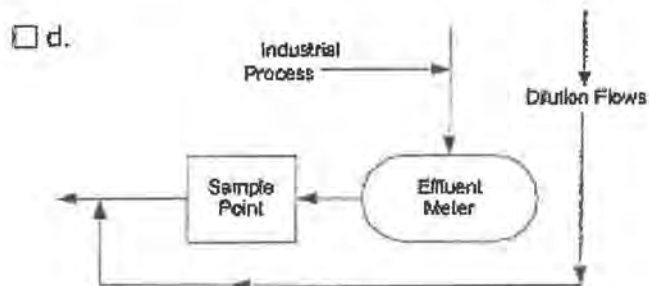 d.
Industrial
Process
Dilution Flows
Sample
Point
Effluent
Meter